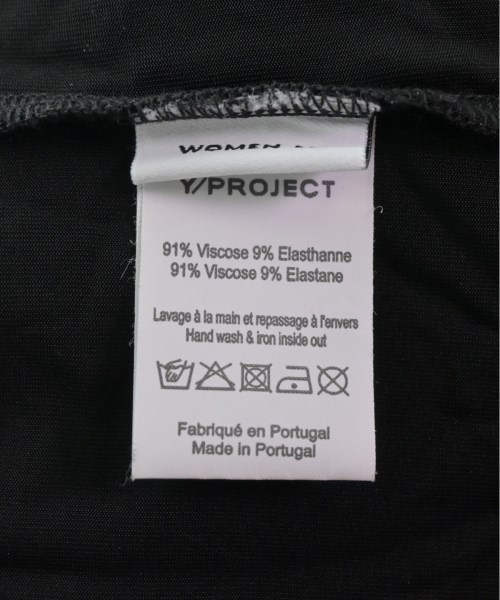 WOMEN
Y/PROJECT
91% Viscose 9% Elasthanne
91% Viscose 9% Elastane
Lavage à la main et repassage à l'envers
Hand wash & iron inside out
Fabriqué en Portugal
Made in Portugal